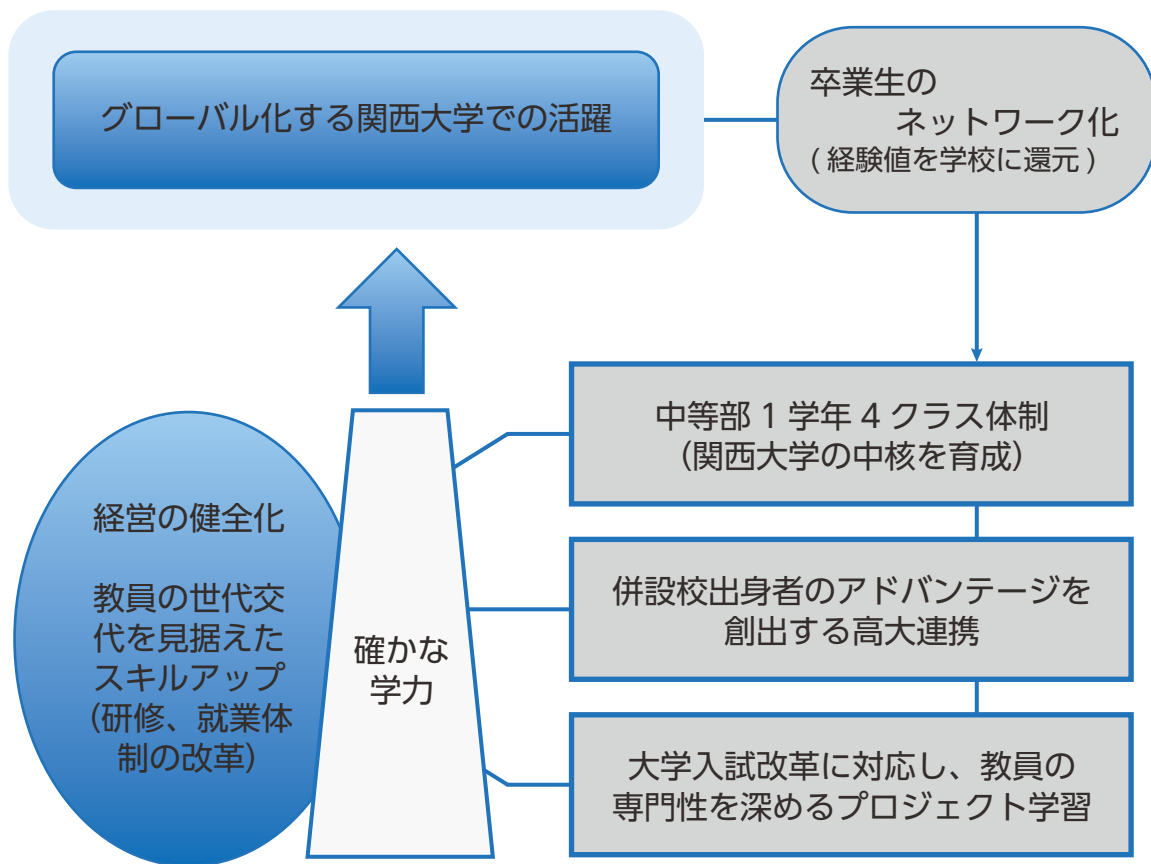 グローバル化する関西大学での活躍
卒業生の
ネットワーク化
( 経験値を学校に還元 )
中等部 1 学年 4 クラス体制
（関西大学の中核を育成）
併設校出身者のアドバンテージを
創出する高大連携
大学入試改革に対応し、教員の
専門性を深めるプロジェクト学習
経営の健全化
教員の世代交
代を見据えた
スキルアップ
（研修、就業体
制の改革）
確かな
学力